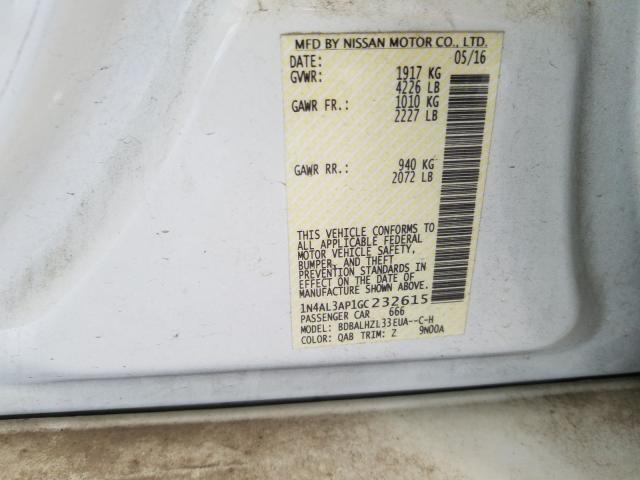 MFD BY NISSAN MOTOR CO., LTD.
DATE: 05/16
GVWR: 1917 KG
4226 LB
GAWR FR.: 1010 KG
2227 LB
GAWR RR.: 940 KG
2072 LB
THIS VEHICLE CONFORMS TO
ALL APPLICABLE FEDERAL
MOTOR VEHICLE SAFETY,
BUMPER, AND THEFT
PREVENTION STANDARDS IN
EFFECT ON THE DATE OF
MANUFACTURE SHOWN ABOVE.
1N4AL3AP1GC232615
PASSENGER CAR 666
MODEL: BDBALHZL33EUA--C-H
COLOR: QAB TRIM: Z 9N00A